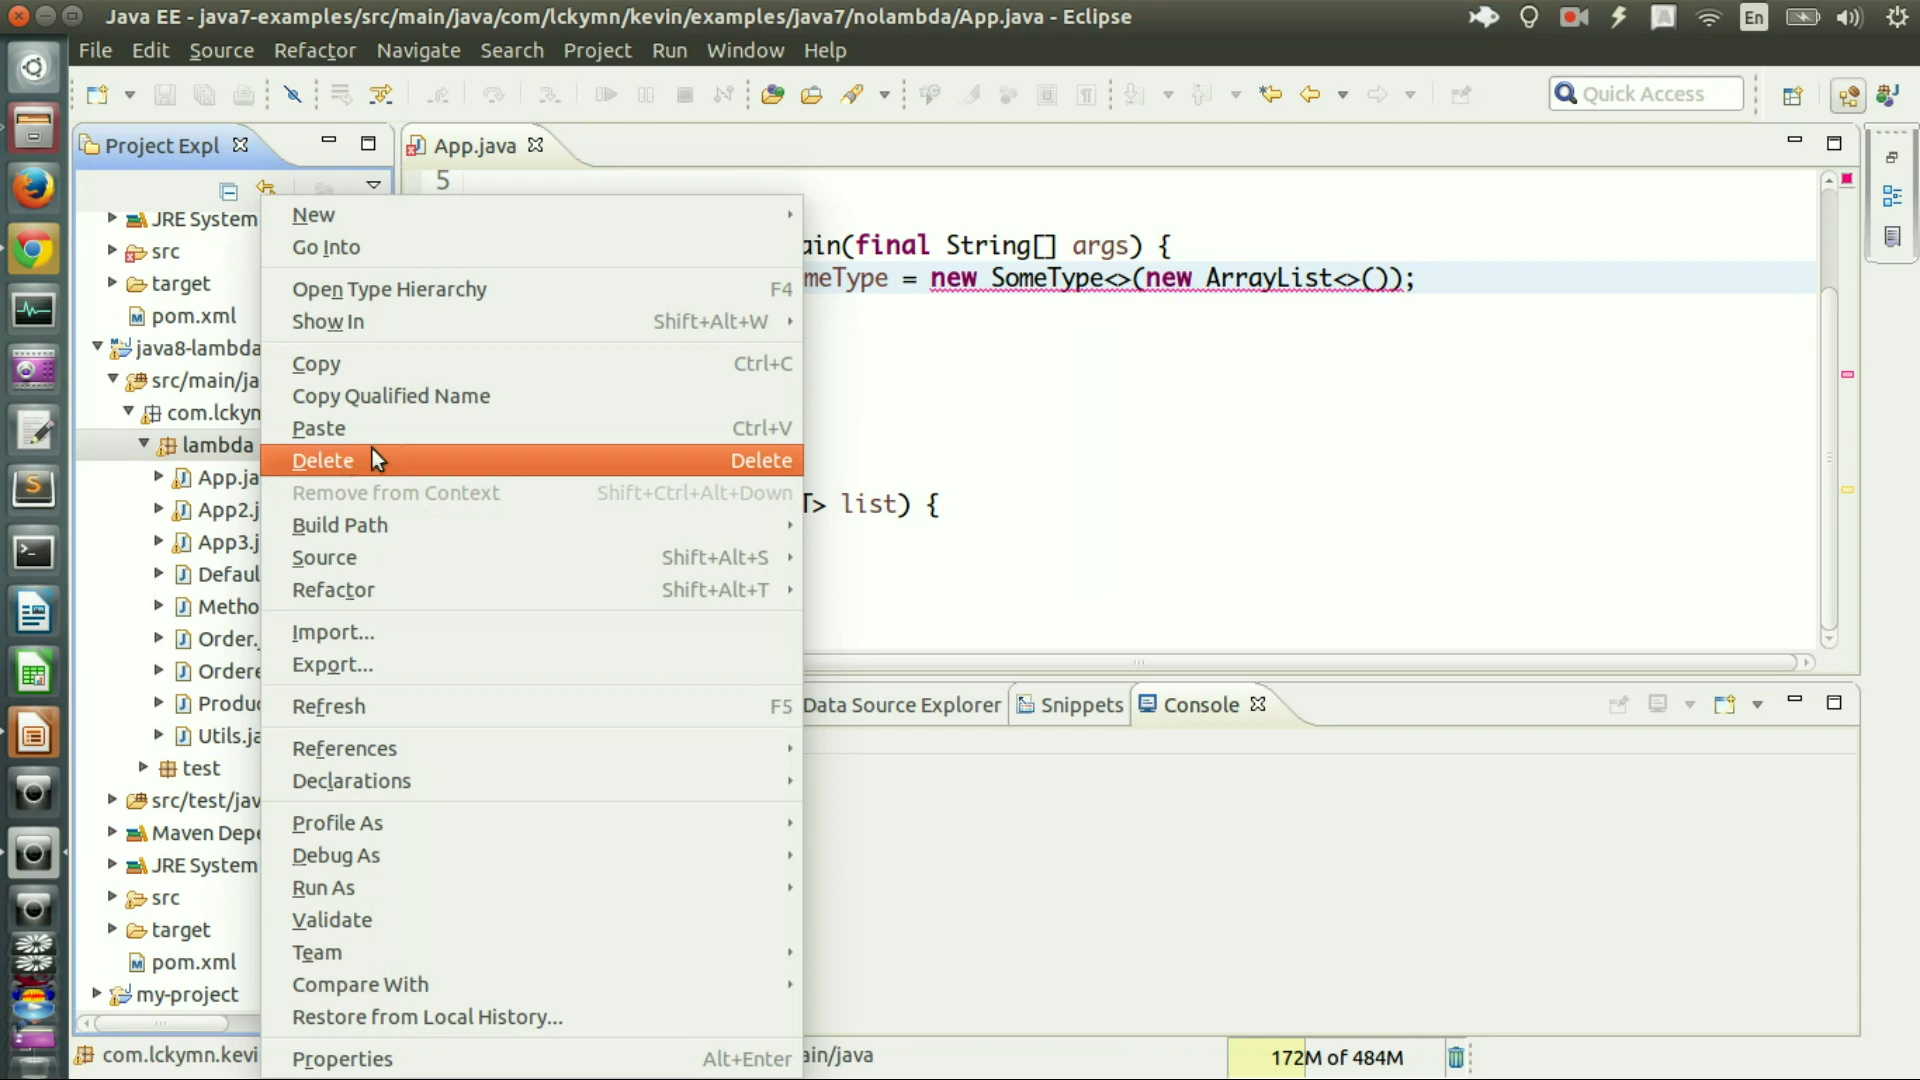 Java EE - java7-examples/src/main/java/com/lckymn/kevin/examples/java7/nolambda/App.java - Eclipse
En
File Edit Source Refactor Navigate Search Project Run Window Help
Quick Access
Project Expl
App.java
5
JRE System
src
target
pom.xml
java8-lambda
src/main/ja
com.lckymn
lambda
App.ja
App2.j
App3.j
Defaul
Metho
Order.
Ordere
Produc
Utils.ja
test
src/test/jav
Maven Depe
JRE System
src
target
pom.xml
my-project
New
Go Into
Open Type Hierarchy F4
Show In Shift+Alt+W
Copy Ctrl+C
Copy Qualified Name
Paste Ctrl+V
Delete Delete
Remove from Context Shift+Ctrl+Alt+Down
Build Path
Source Shift+Alt+S
Refactor Shift+Alt+T
Import...
Export...
Refresh F5
References
Declarations
Profile As
Debug As
Run As
Validate
Team
Compare With
Restore from Local History...
Properties Alt+Enter
ain(final String[] args) {
meType = new SomeType<>(new ArrayList<>());
T> list) {
Data Source Explorer
Snippets
Console
com.lckymn.kevi
ain/java
172M of 484M